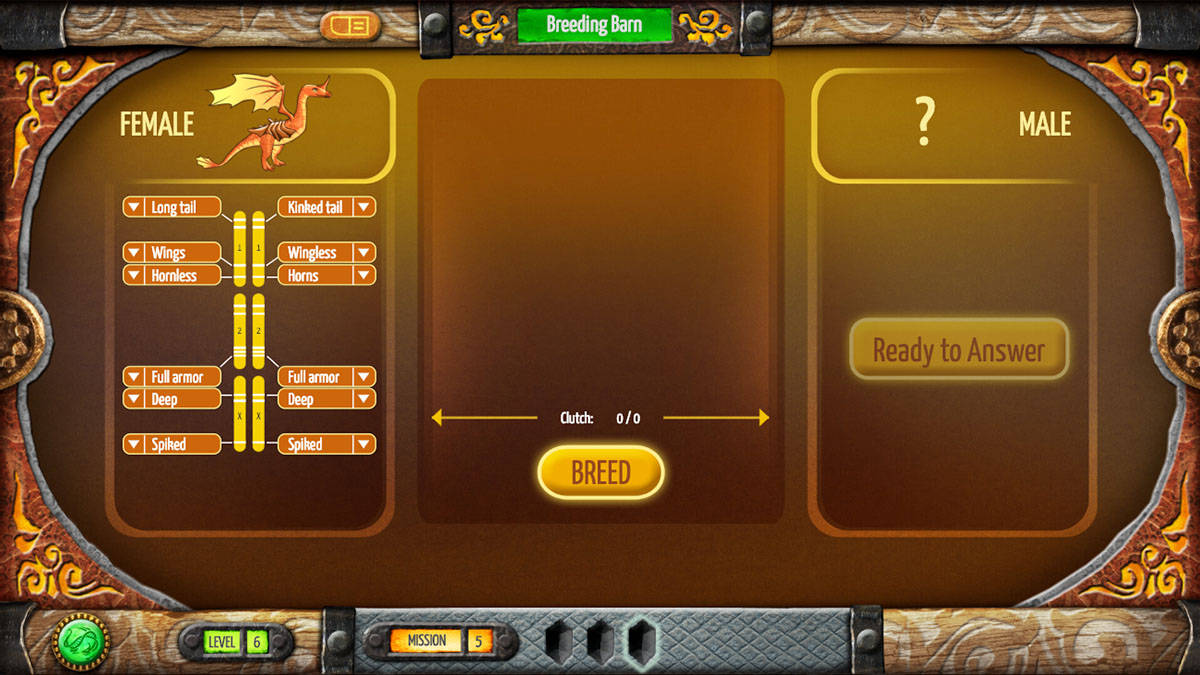 Breeding Barn
FEMALE
? MALE
Long tail Kinked tail
1 1
Wings Wingless
Hornless Horns
2 2
Full armor Full armor
Deep Deep
X X
Spiked Spiked
Ready to Answer
Clutch: 0 / 0
BREED
LEVEL 6
MISSION 5